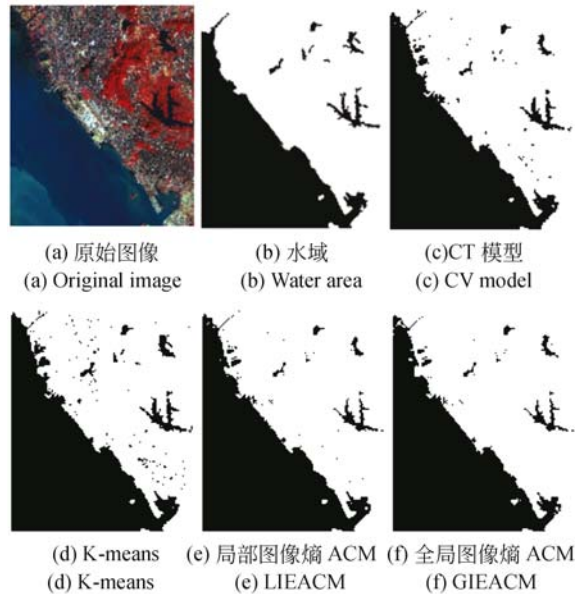 (a) 原始图像
(a) Original image
(b) 水域
(b) Water area
(c)CT 模型
(c) CV model
(d) K-means
(d) K-means
(e) 局部图像熵 ACM
(e) LIEACM
(f) 全局图像熵 ACM
(f) GIEACM